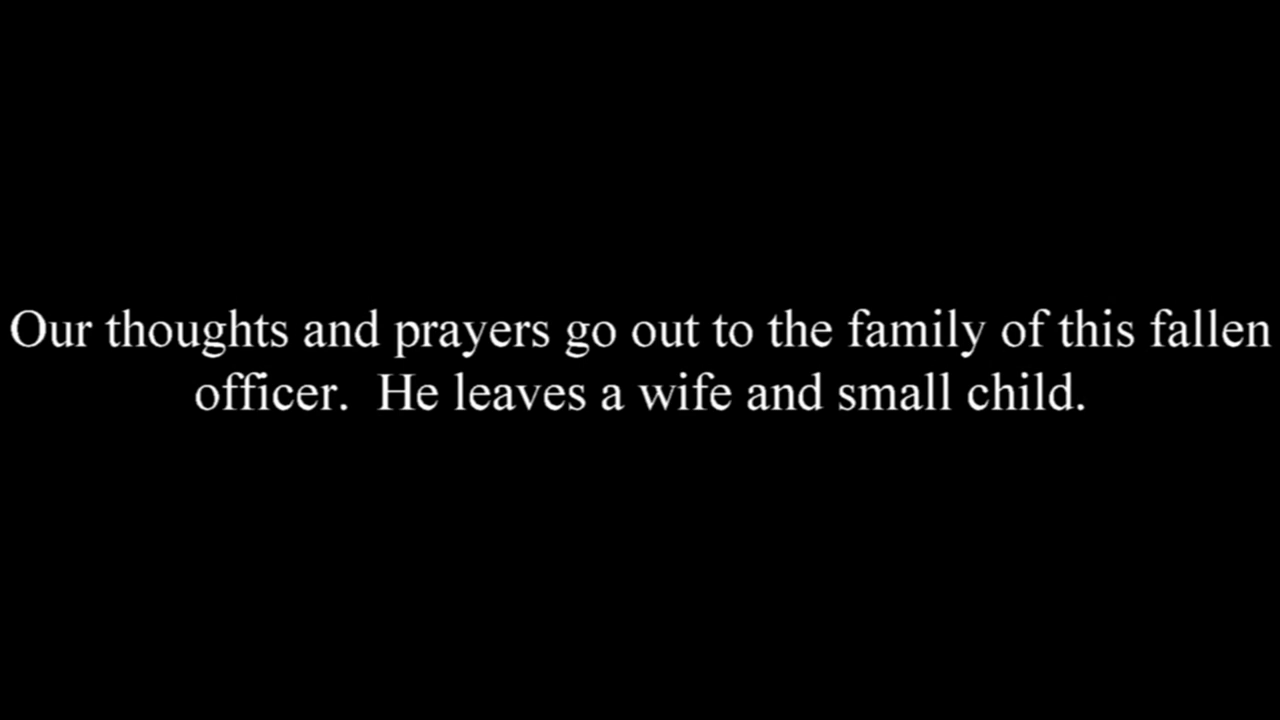 Our thoughts and prayers go out to the family of this fallen
officer.  He leaves a wife and small child.